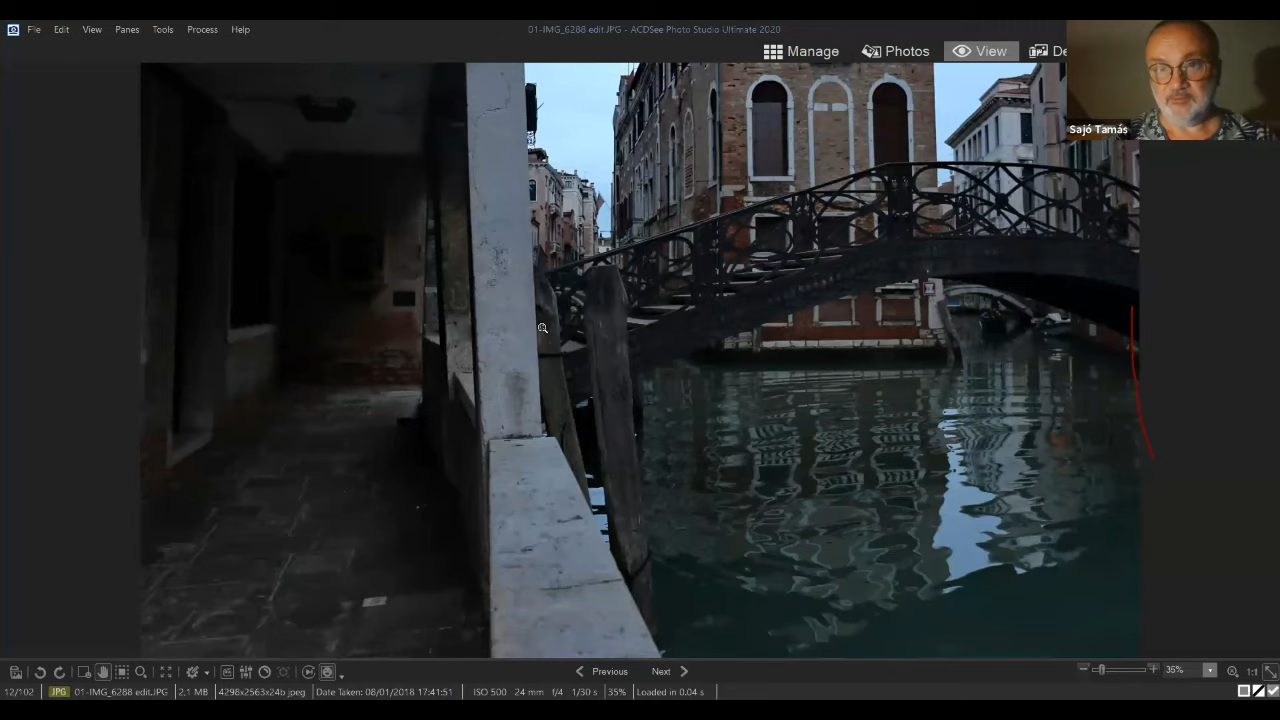 File Edit View Panes Tools Process Help
01-IMG_6288 edit.JPG - ACDSee Photo Studio Ultimate 2020
Manage Photos View De
Sajó Tamás
Previous Next
35% 1:1
12/102 JPG 01-IMG_6288 edit.JPG 2,1 MB 4298x2563x24b jpeg Date Taken: 08/01/2018 17:41:51 ISO 500 24 mm f/4 1/30 s 35% Loaded in 0.04 s